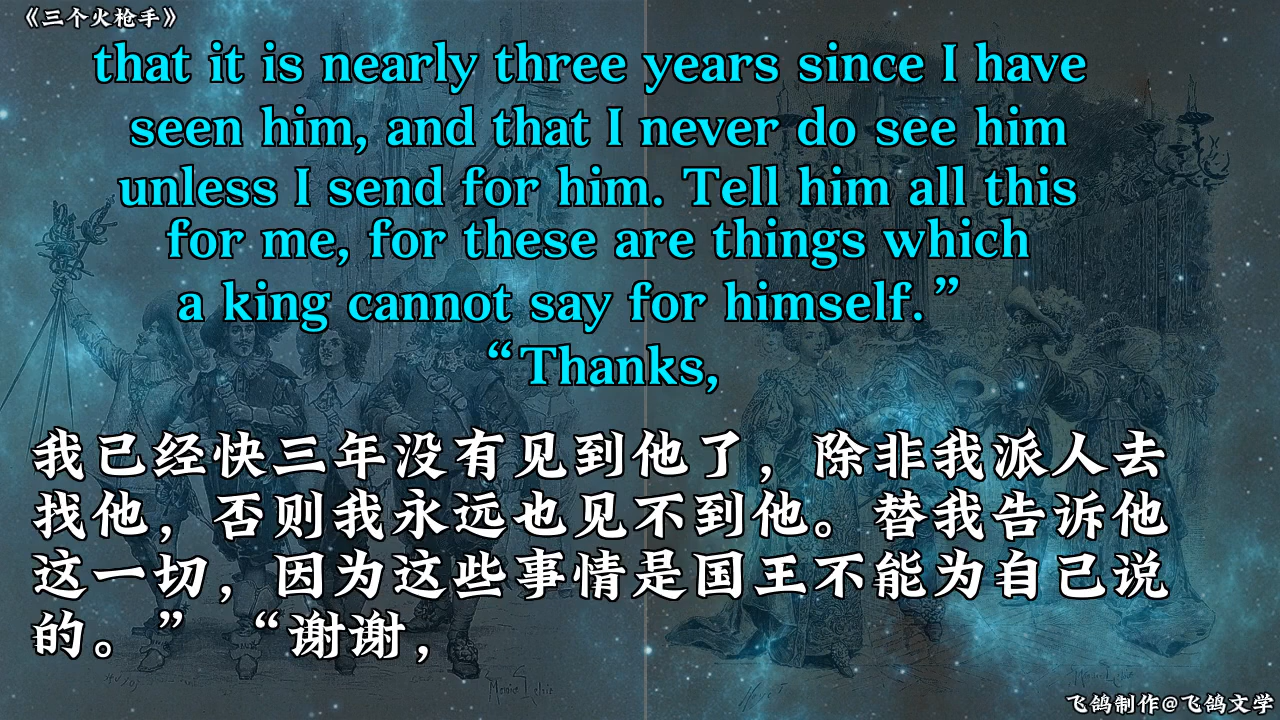 《三个火枪手》
that it is nearly three years since I have
seen him, and that I never do see him
unless I send for him. Tell him all this
for me, for these are things which
a king cannot say for himself.”
“Thanks,
我已经快三年没有见到他了，除非我派人去
找他，否则我永远也见不到他。替我告诉他
这一切，因为这些事情是国王不能为自己说
的。” “谢谢，
飞鸽制作@飞鸽文学